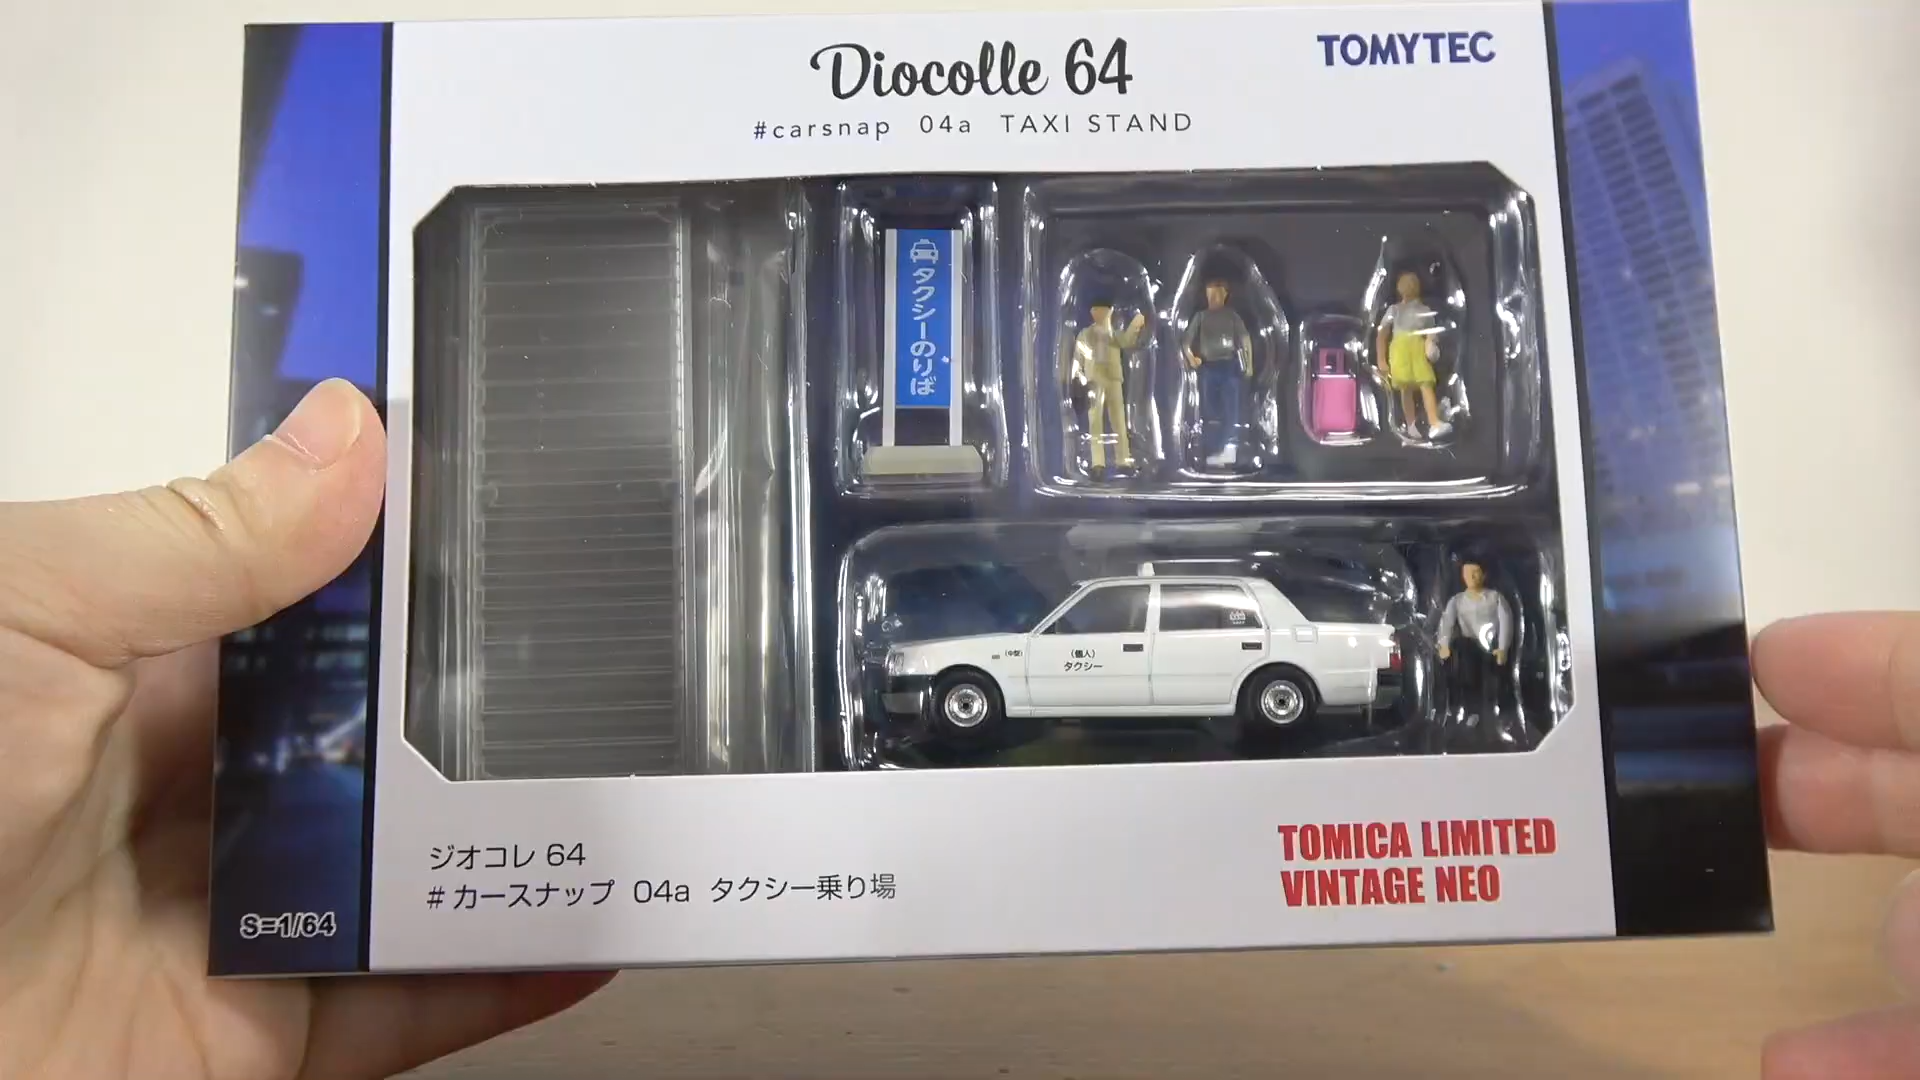 Diocolle 64
TOMYTEC
#carsnap 04a TAXI STAND
タクシーのりば
(中型)
(個人)
タクシー
ジオコレ 64
#カースナップ 04a タクシー乗り場
TOMICA LIMITED
VINTAGE NEO
S=1/64